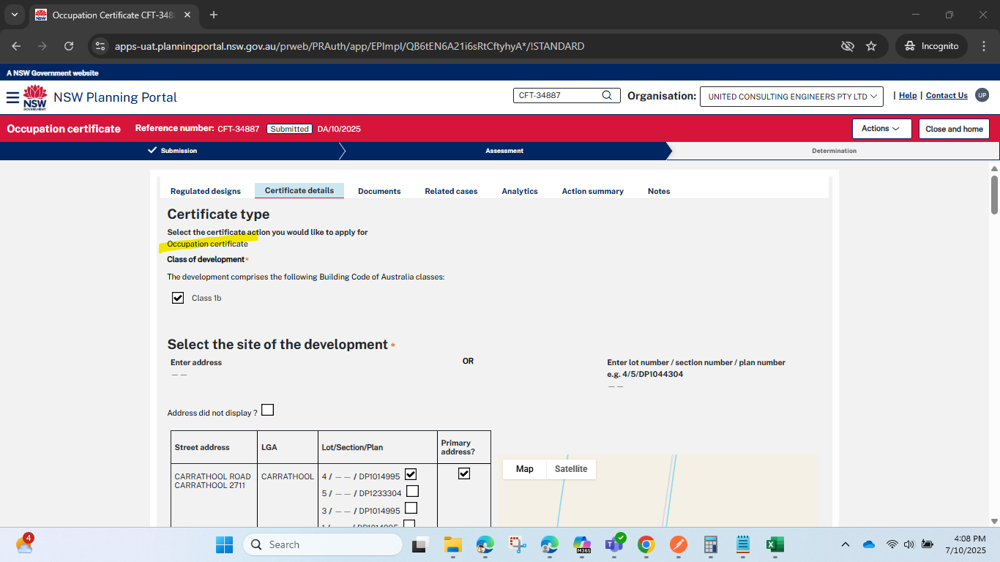 Occupation Certificate CFT-348
apps-uat.planningportal.nsw.gov.au/prweb/PRAuth/app/EPImpl/QB6tEN6A21i6sRtCftyhyA*/!STANDARD
Incognito
A NSW Government website
NSW GOVERNMENT
NSW Planning Portal
CFT-34887
Organisation:
UNITED CONSULTING ENGINEERS PTY LTD
| Help | Contact Us
UP
Occupation certificate
Reference number: CFT-34887 Submitted DA/10/2025
Actions
Close and home
Submission
Assessment
Determination
Regulated designs
Certificate details
Documents
Related cases
Analytics
Action summary
Notes
Certificate type
Select the certificate action you would like to apply for
Occupation certificate
Class of development*
The development comprises the following Building Code of Australia classes:
Class 1b
Select the site of the development *
Enter address
— —
OR
Enter lot number / section number / plan number
e.g. 4/5/DP1044304
— —
Address did not display ?
Street address
LGA
Lot/Section/Plan
Primary
address?
CARRATHOOL ROAD
CARRATHOOL 2711
CARRATHOOL
4 / — — / DP1014995
5 / — — / DP1233304
3 / — — / DP1014995
1 / — — / DP1014995
Map
Satellite
4
Search
M365
4:08 PM
7/10/2025